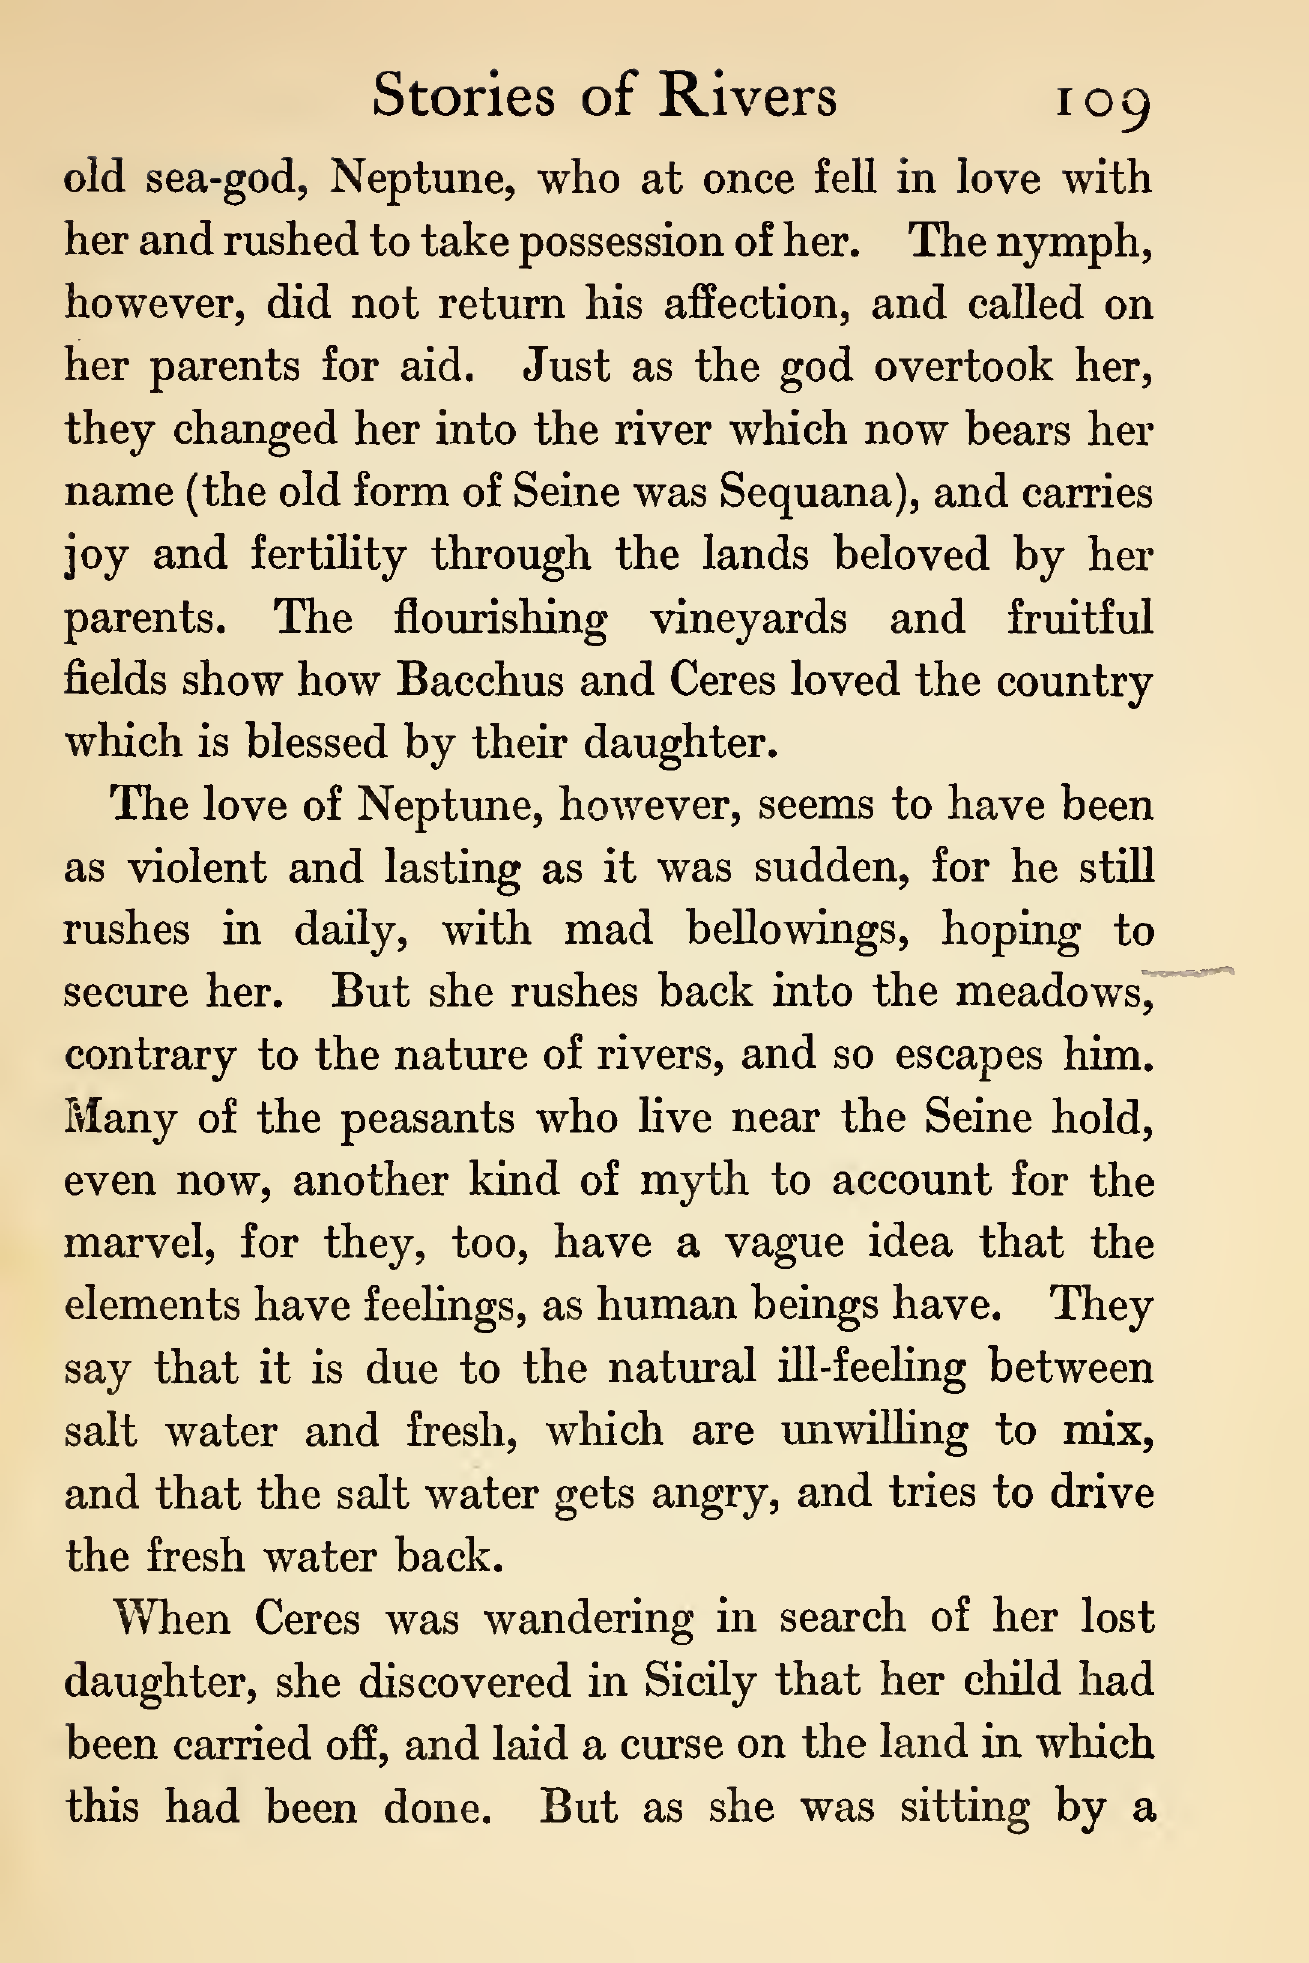 Stories of Rivers 109
old sea-god, Neptune, who at once fell in love with
her and rushed to take possession of her. The nymph,
however, did not return his affection, and called on
her parents for aid. Just as the god overtook her,
they changed her into the river which now bears her
name (the old form of Seine was Sequana), and carries
joy and fertility through the lands beloved by her
parents. The flourishing vineyards and fruitful
fields show how Bacchus and Ceres loved the country
which is blessed by their daughter.
The love of Neptune, however, seems to have been
as violent and lasting as it was sudden, for he still
rushes in daily, with mad bellowings, hoping to
secure her. But she rushes back into the meadows,
contrary to the nature of rivers, and so escapes him.
Many of the peasants who live near the Seine hold,
even now, another kind of myth to account for the
marvel, for they, too, have a vague idea that the
elements have feelings, as human beings have. They
say that it is due to the natural ill-feeling between
salt water and fresh, which are unwilling to mix,
and that the salt water gets angry, and tries to drive
the fresh water back.
When Ceres was wandering in search of her lost
daughter, she discovered in Sicily that her child had
been carried off, and laid a curse on the land in which
this had been done. But as she was sitting by a